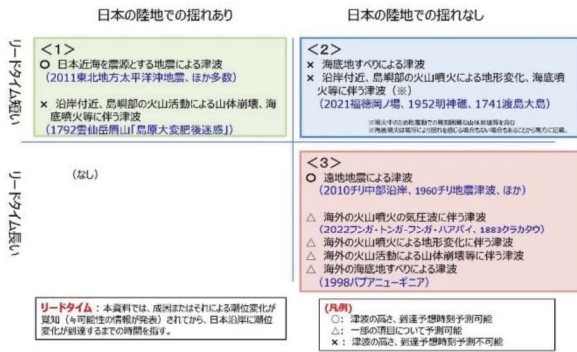 日本の陸地での揺れあり
日本の陸地での揺れなし
リードタイム短い
<1>
○ 日本近海を震源とする地震による津波
(2011東北地方太平洋沖地震、ほか多数)
× 沿岸付近、島嶼部の火山活動による山体崩壊、海
底噴火等に伴う津波
(1792雲仙岳眉山「島原大変肥後迷惑」)
<2>
× 海底地すべりによる津波
× 沿岸付近、島嶼部の火山噴火による地形変化、海底噴
火等に伴う津波（※）
(2021福徳岡ノ場、1952明神礁、1741渡島大島)
リードタイム長い
(なし)
<3>
○ 遠地地震による津波
(2010チリ中部沿岸、1960チリ地震津波、ほか)
△ 海外の火山噴火の気圧波に伴う津波
(2022フンガ・トンガ-フンガ・ハアパイ、1883クラカタウ)
△ 海外の火山噴火による地形変化に伴う津波
△ 海外の火山活動による山体崩壊等に伴う津波
△ 海外の海底地すべりによる津波
(1998パプアニューギニア)
リードタイム：本資料では、成因またはそれによる潮位変化が
覚知（≒可能性の情報が発表）されてから、日本沿岸に潮位
変化が到達するまでの時間を指す。
(凡例)
○： 津波の高さ、到達予想時刻予測可能
△： 一部の項目について予測可能
×： 津波の高さ、到達予想時刻予測不可能